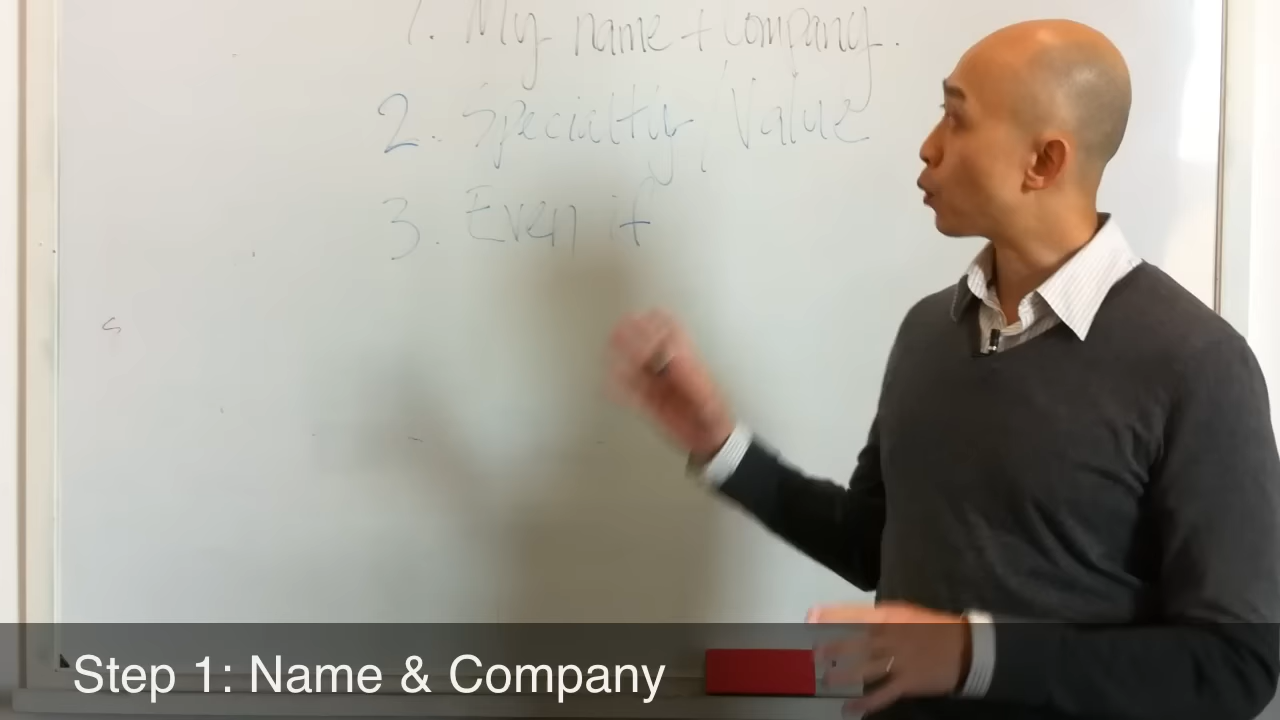 1. My name + company.
2. Specialty / Value
3. Even if
Step 1: Name & Company